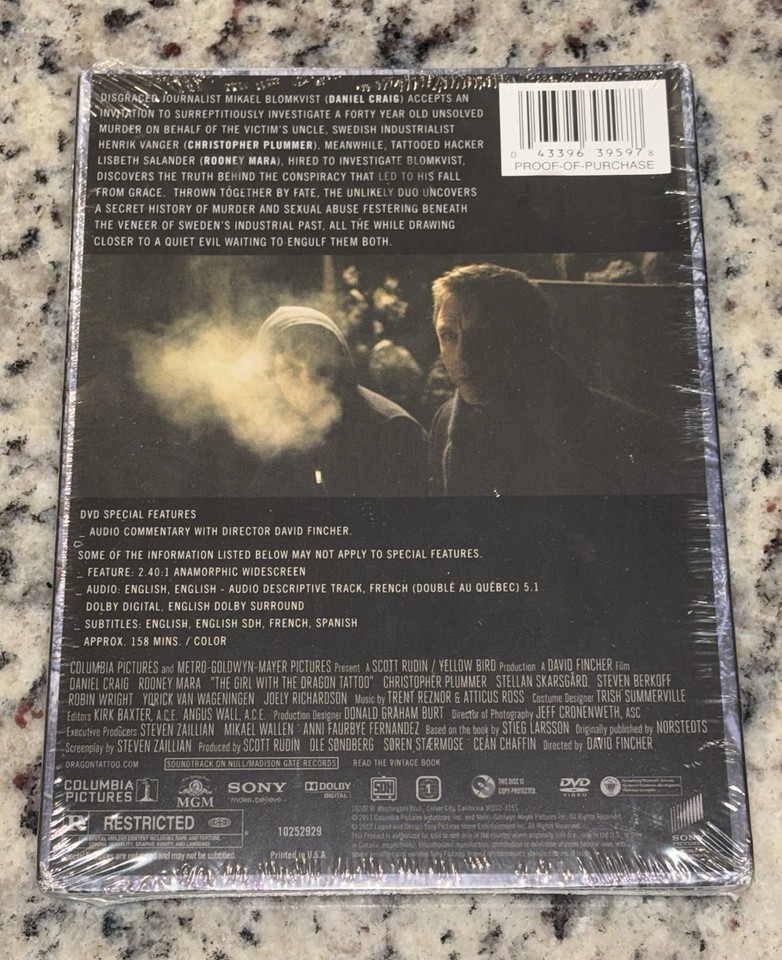 DISGRACED JOURNALIST MIKAEL BLOMKVIST (DANIEL CRAIG) ACCEPTS AN
INVITATION TO SURREPTITIOUSLY INVESTIGATE A FORTY YEAR OLD UNSOLVED
MURDER ON BEHALF OF THE VICTIM'S UNCLE, SWEDISH INDUSTRIALIST
HENRIK VANGER (CHRISTOPHER PLUMMER). MEANWHILE, TATTOOED HACKER
LISBETH SALANDER (ROONEY MARA), HIRED TO INVESTIGATE BLOMKVIST,
DISCOVERS THE TRUTH BEHIND THE CONSPIRACY THAT LED TO HIS FALL
FROM GRACE. THROWN TOGETHER BY FATE, THE UNLIKELY DUO UNCOVERS
A SECRET HISTORY OF MURDER AND SEXUAL ABUSE FESTERING BENEATH
THE VENEER OF SWEDEN'S INDUSTRIAL PAST, ALL THE WHILE DRAWING
CLOSER TO A QUIET EVIL WAITING TO ENGULF THEM BOTH.
0 43396 39597 8
PROOF-OF-PURCHASE
DVD SPECIAL FEATURES
_ AUDIO COMMENTARY WITH DIRECTOR DAVID FINCHER.
SOME OF THE INFORMATION LISTED BELOW MAY NOT APPLY TO SPECIAL FEATURES.
_ FEATURE: 2.40:1 ANAMORPHIC WIDESCREEN
_ AUDIO: ENGLISH, ENGLISH - AUDIO DESCRIPTIVE TRACK, FRENCH (DOUBLÉ AU QUÉBEC) 5.1
DOLBY DIGITAL, ENGLISH DOLBY SURROUND
_ SUBTITLES: ENGLISH, ENGLISH SDH, FRENCH, SPANISH
_ APPROX. 158 MINS. / COLOR
COLUMBIA PICTURES and METRO-GOLDWYN-MAYER PICTURES Present A SCOTT RUDIN / YELLOW BIRD Production A DAVID FINCHER Film
DANIEL CRAIG ROONEY MARA "THE GIRL WITH THE DRAGON TATTOO" CHRISTOPHER PLUMMER STELLAN SKARSGÅRD STEVEN BERKOFF
ROBIN WRIGHT YORICK VAN WAGENINGEN JOELY RICHARDSON Music by TRENT REZNOR & ATTICUS ROSS Costume Designer TRISH SUMMERVILLE
Editors KIRK BAXTER, A.C.E. ANGUS WALL, A.C.E. Production Designer DONALD GRAHAM BURT Director of Photography JEFF CRONENWETH, ASC
Executive Producers STEVEN ZAILLIAN MIKAEL WALLEN ANNI FAURBYE FERNANDEZ Based on the book by STIEG LARSSON Originally published by NORSTEDTS
Screenplay by STEVEN ZAILLIAN Produced by SCOTT RUDIN OLE SONDBERG SØREN STÆRMOSE CEÁN CHAFFIN Directed by DAVID FINCHER
DRAGONTATTOO.COM SOUNDTRACK ON NULL/MADISON GATE RECORDS READ THE VINTAGE BOOK
COLUMBIA PICTURES MGM SONY make.believe DOLBY DIGITAL SDH 1 THIS DISC IS COPY PROTECTED. DVD VIDEO
R RESTRICTED
10252929
Printed in U.S.A.
SONY